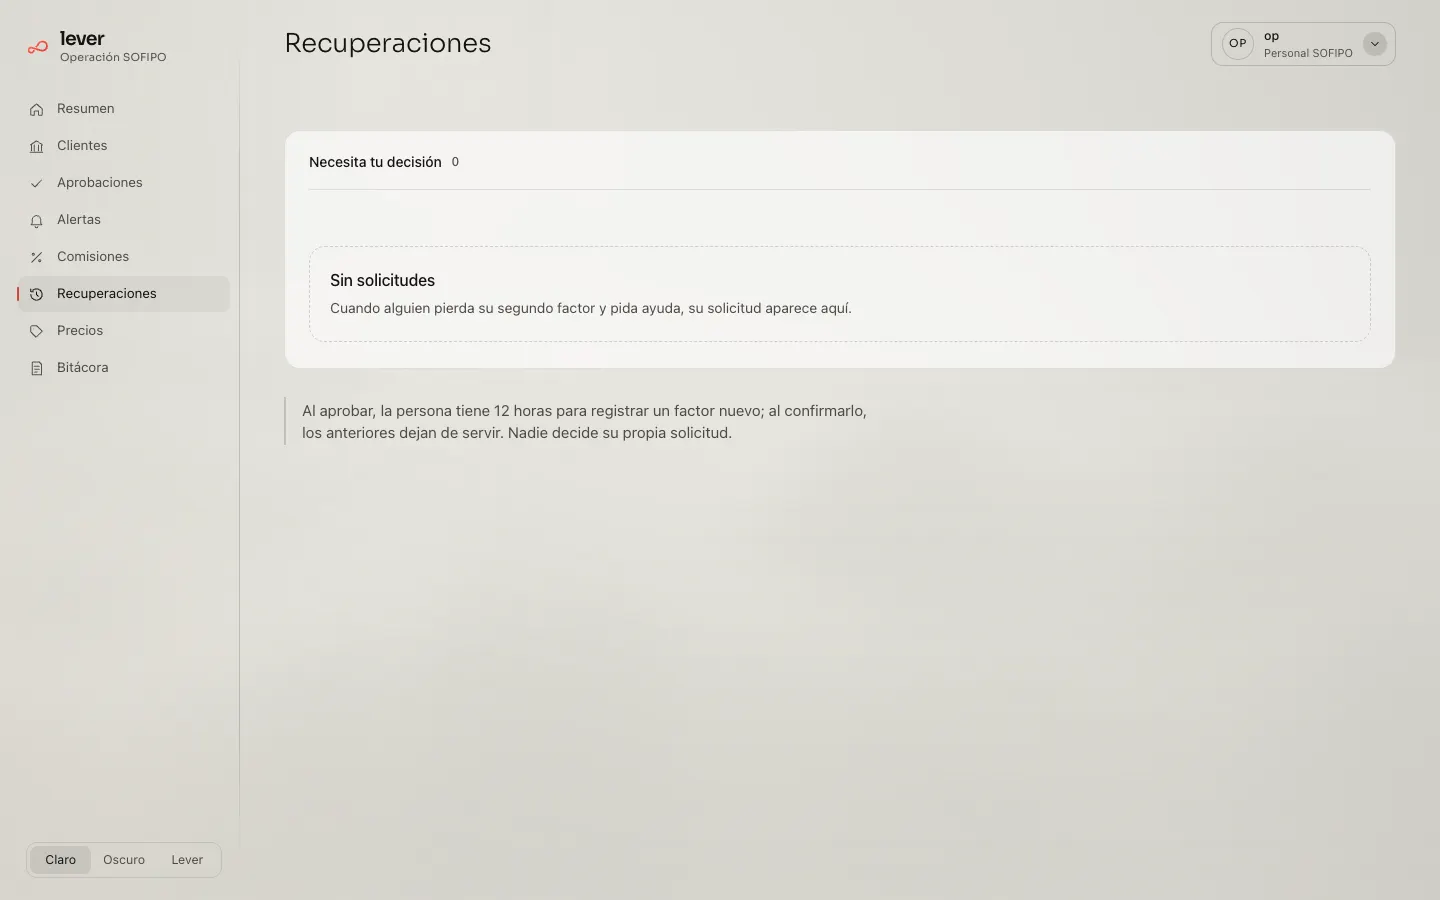 lever
Operación SOFIPO
Resumen
Clientes
Aprobaciones
Alertas
Comisiones
Recuperaciones
Precios
Bitácora
Claro
Oscuro
Lever
Recuperaciones
OP
op
Personal SOFIPO
Necesita tu decisión 0
Sin solicitudes
Cuando alguien pierda su segundo factor y pida ayuda, su solicitud aparece aquí.
Al aprobar, la persona tiene 12 horas para registrar un factor nuevo; al confirmarlo,
los anteriores dejan de servir. Nadie decide su propia solicitud.